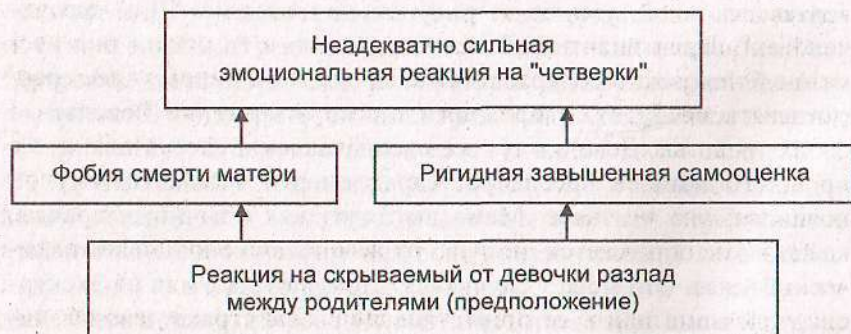 Неадекватно сильная
эмоциональная реакция на "четверки"
Фобия смерти матери
Ригидная завышенная самооценка
Реакция на скрываемый от девочки разлад
между родителями (предположение)